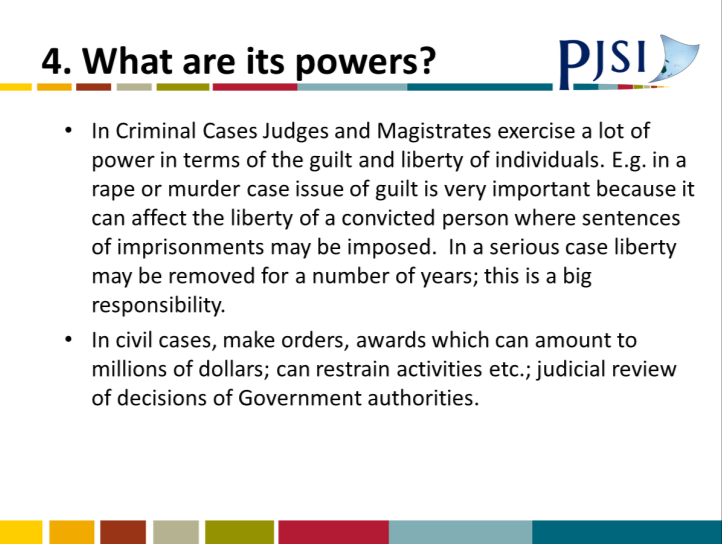 4. What are its powers?
PJSI
• In Criminal Cases Judges and Magistrates exercise a lot of
power in terms of the guilt and liberty of individuals. E.g. in a
rape or murder case issue of guilt is very important because it
can affect the liberty of a convicted person where sentences
of imprisonments may be imposed.  In a serious case liberty
may be removed for a number of years; this is a big
responsibility.
• In civil cases, make orders, awards which can amount to
millions of dollars; can restrain activities etc.; judicial review
of decisions of Government authorities.